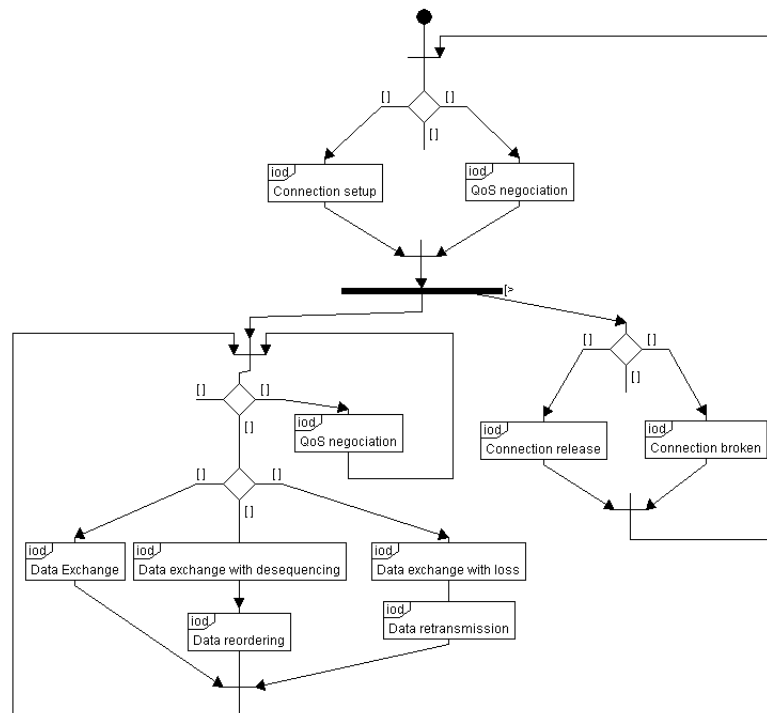 [ ]
[ ]
[ ]
iod
Connection setup
iod
QoS negociation
[>
[ ]
[ ]
[ ]
[ ]
[ ]
[ ]
iod
QoS negociation
iod
Connection release
iod
Connection broken
[ ]
[ ]
[ ]
iod
Data Exchange
iod
Data exchange with desequencing
iod
Data exchange with loss
iod
Data reordering
iod
Data retransmission